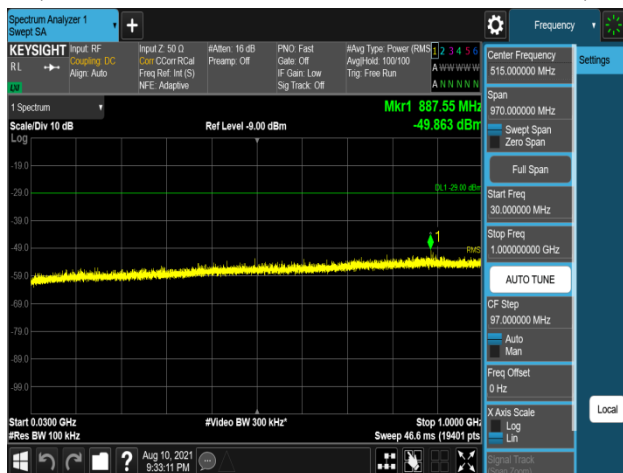 Spectrum Analyzer 1
Swept SA
Frequency
KEYSIGHT
RL
LXI
Input: RF
Coupling: DC
Align: Auto
Input Z: 50 Ω
Corr CCorr RCal
Freq Ref: Int (S)
NFE: Adaptive
#Atten: 16 dB
Preamp: Off
PNO: Fast
Gate: Off
IF Gain: Low
Sig Track: Off
#Avg Type: Power (RMS
Avg|Hold: 100/100
Trig: Free Run
1 2 3 4 5 6
A W W W W W
A N N N N N
1 Spectrum
Mkr1 887.55 MHz
-49.863 dBm
Scale/Div 10 dB
Ref Level -9.00 dBm
Log
-19.0
-29.0
-39.0
-49.0
-59.0
-69.0
-79.0
-89.0
-99.0
DL1 -29.00 dBm
1
RMS
Start 0.0300 GHz
#Res BW 100 kHz
#Video BW 300 kHz*
Stop 1.0000 GHz
Sweep 46.6 ms (19401 pts
Aug 10, 2021
9:33:11 PM
Center Frequency
515.000000 MHz
Span
970.000000 MHz
Swept Span
Zero Span
Full Span
Start Freq
30.000000 MHz
Stop Freq
1.000000000 GHz
AUTO TUNE
CF Step
97.000000 MHz
Auto
Man
Freq Offset
0 Hz
X Axis Scale
Log
Lin
Signal Track
(Span Zoom)
Settings
Local